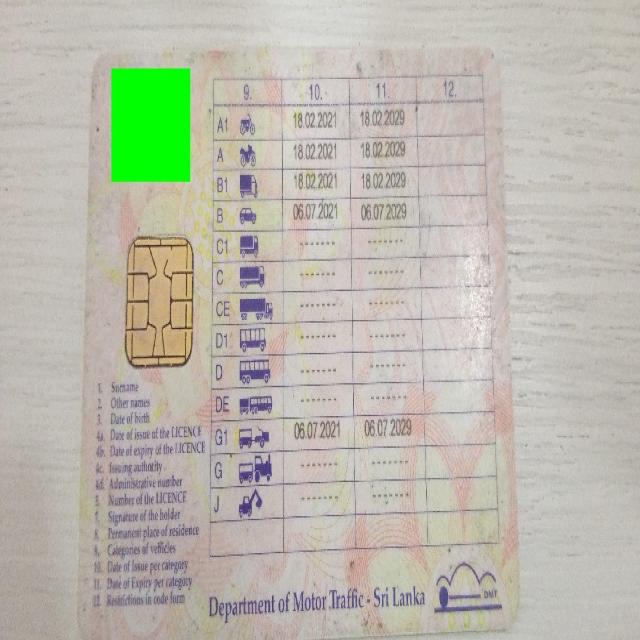 9. 10. 11. 12.
A1 18.02.2021 18.02.2029
A 18.02.2021 18.02.2029
B1 18.02.2021 18.02.2029
B 06.07.2021 06.07.2029
C1 ------- -------
C ------- -------
CE ------- -------
D1 ------- -------
D ------- -------
DE ------- -------
G1 06.07.2021 06.07.2029
G ------- -------
J ------- -------
1. Surname
2. Other names
3. Date of birth
4a. Date of issue of the LICENCE
4b. Date of expiry of the LICENCE
4c. Issuing authority
4d. Administrative number
5. Number of the LICENCE
7. Signature of the holder
8. Permanent place of residence
9. Categories of vehicles
10. Date of Issue per category
11. Date of Expiry per category
12. Restrictions in code form
Department of Motor Traffic - Sri Lanka
DMT